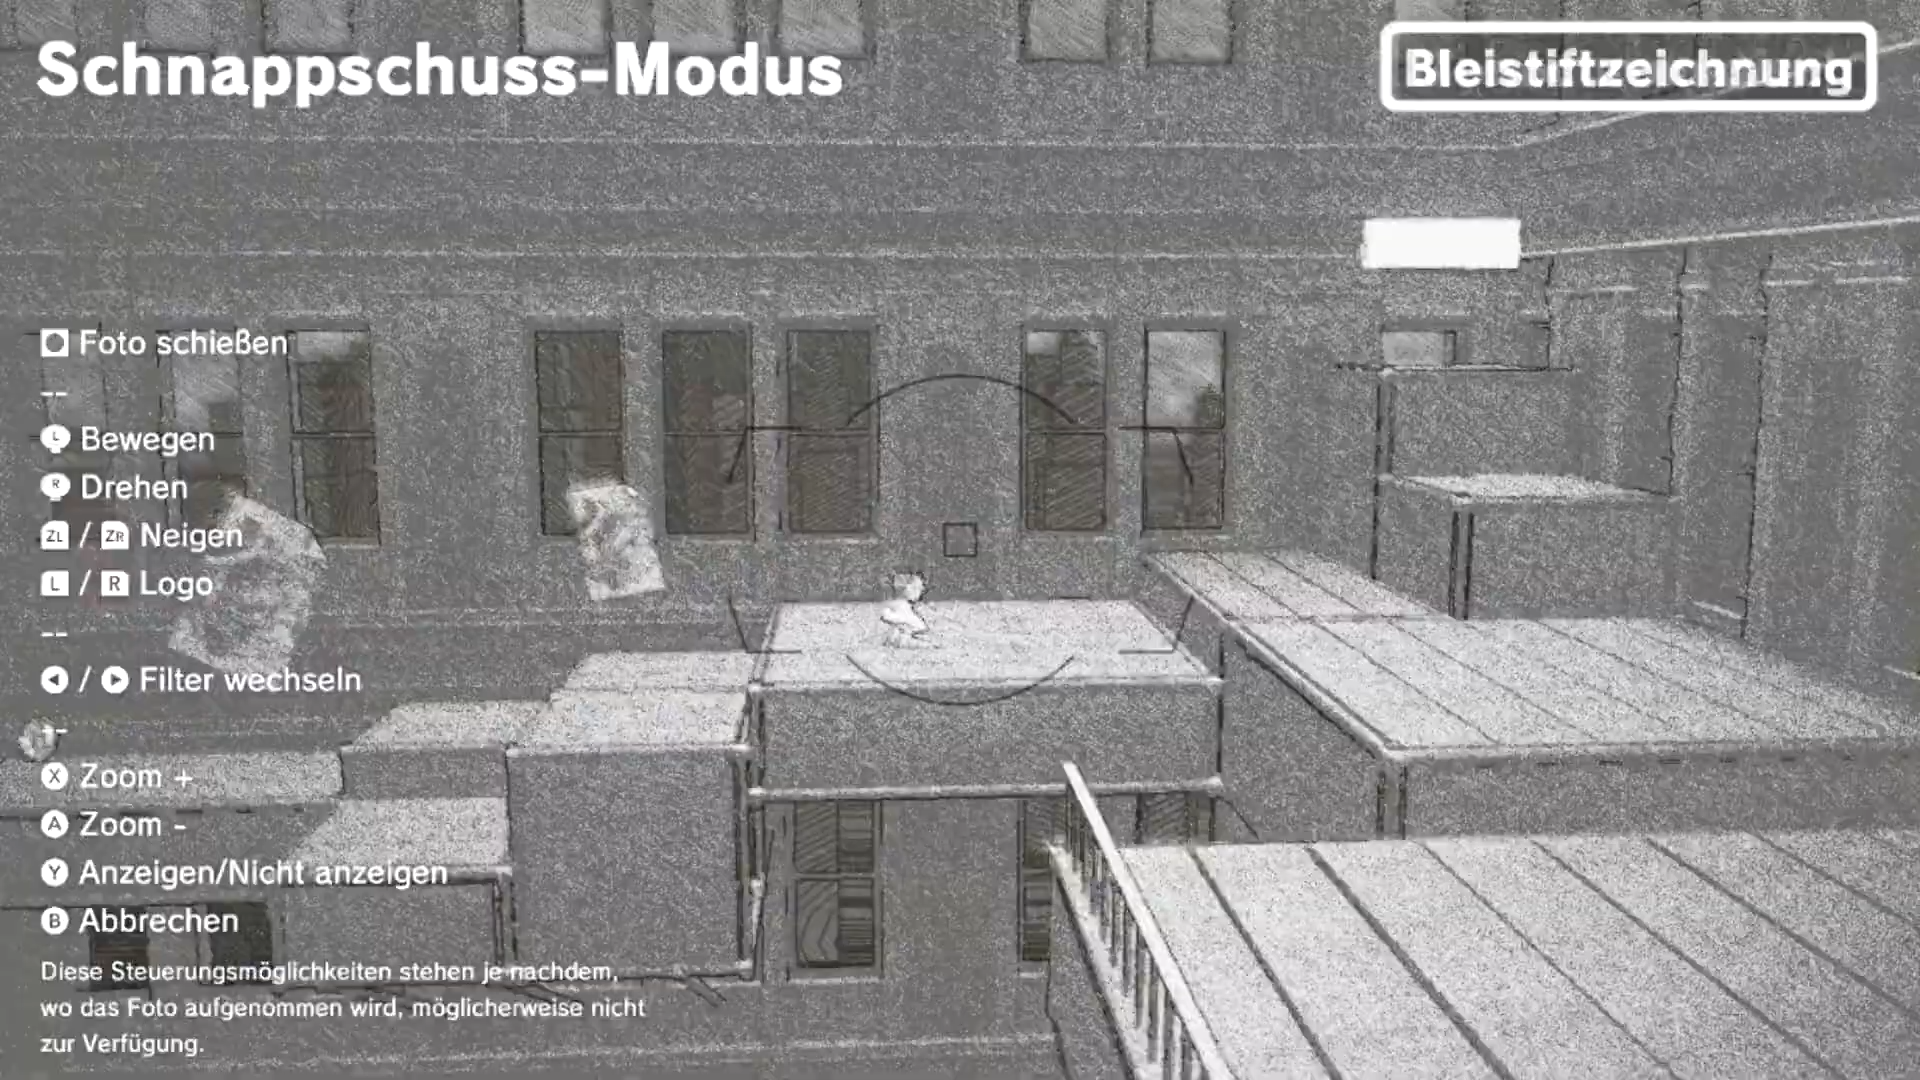 Schnappschuss-Modus
Bleistiftzeichnung
Foto schießen
--
L Bewegen
R Drehen
ZL / ZR Neigen
L / R Logo
--
/ Filter wechseln
--
X Zoom +
A Zoom -
Y Anzeigen/Nicht anzeigen
B Abbrechen
Diese Steuerungsmöglichkeiten stehen je nachdem,
wo das Foto aufgenommen wird, möglicherweise nicht
zur Verfügung.